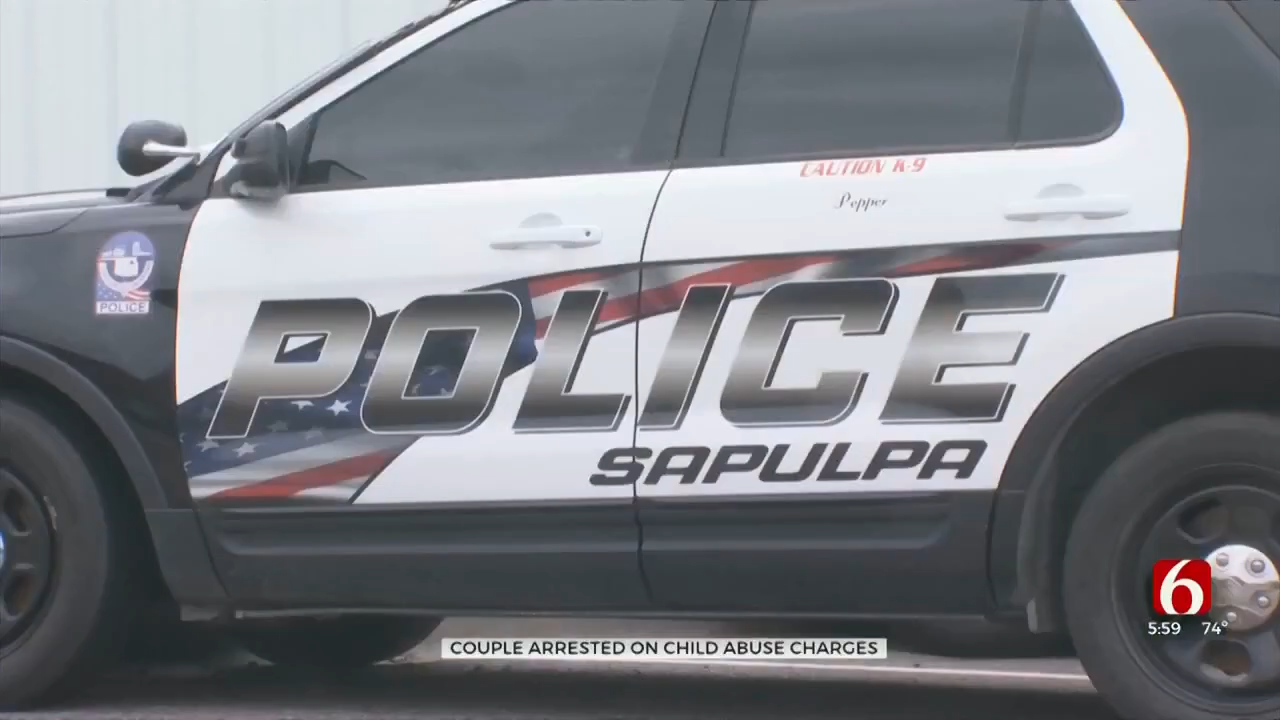 CAUTION K-9
Pepper
POLICE
POLICE
SAPULPA
6
5:59 74°
COUPLE ARRESTED ON CHILD ABUSE CHARGES